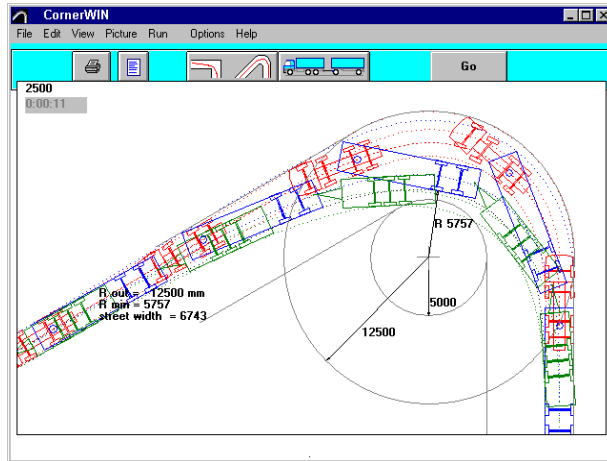 CornerWIN
File Edit View Picture Run Options Help
Go
2500
0:00:11
R 5757
R out = 12500 mm
R min = 5757
street width = 6743
5000
12500